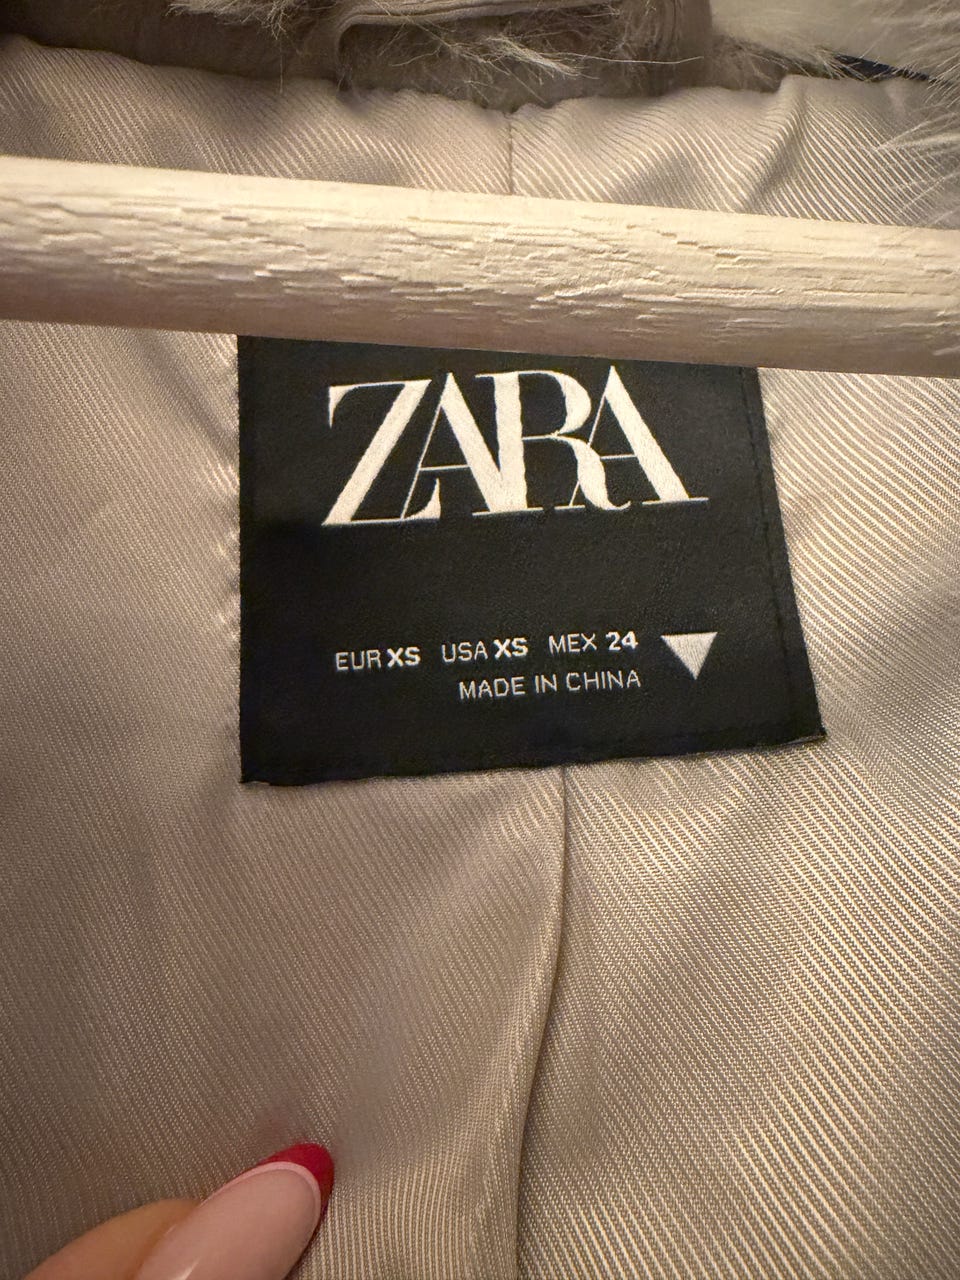 ZARA
EUR XS USA XS MEX 24
MADE IN CHINA